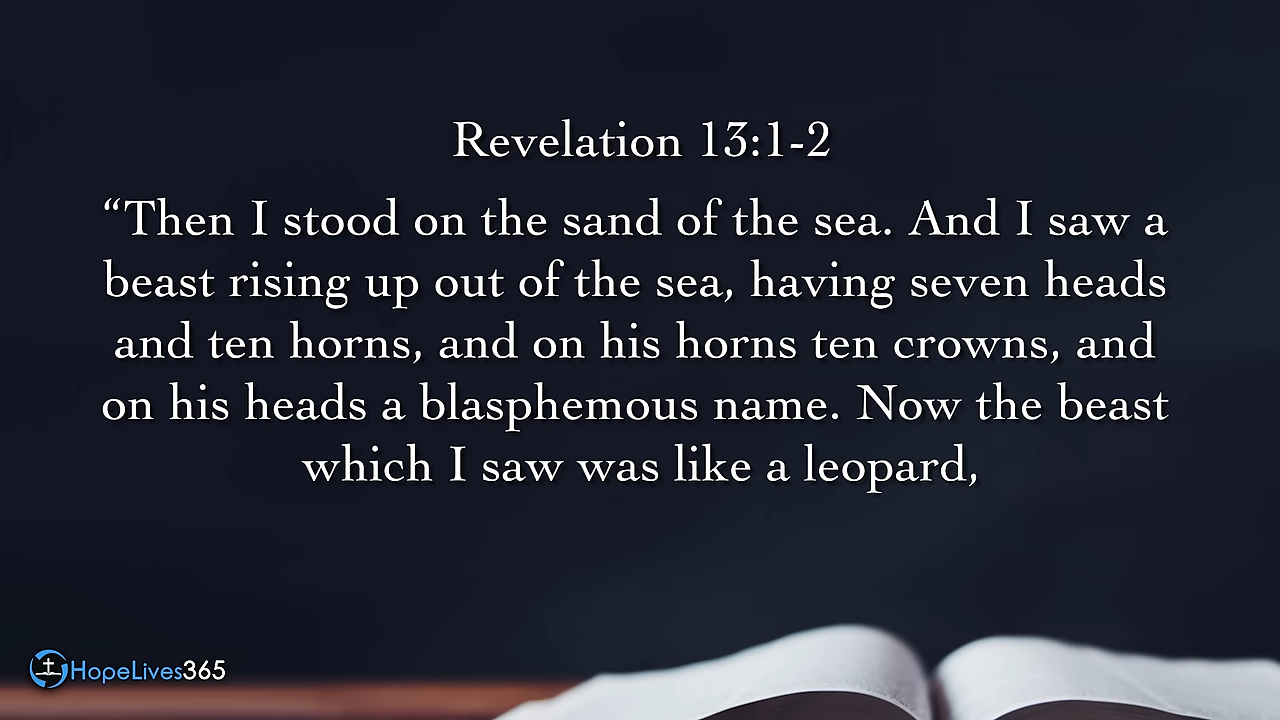 Revelation 13:1-2
“Then I stood on the sand of the sea. And I saw a
beast rising up out of the sea, having seven heads
and ten horns, and on his horns ten crowns, and
on his heads a blasphemous name. Now the beast
which I saw was like a leopard,
HopeLives365